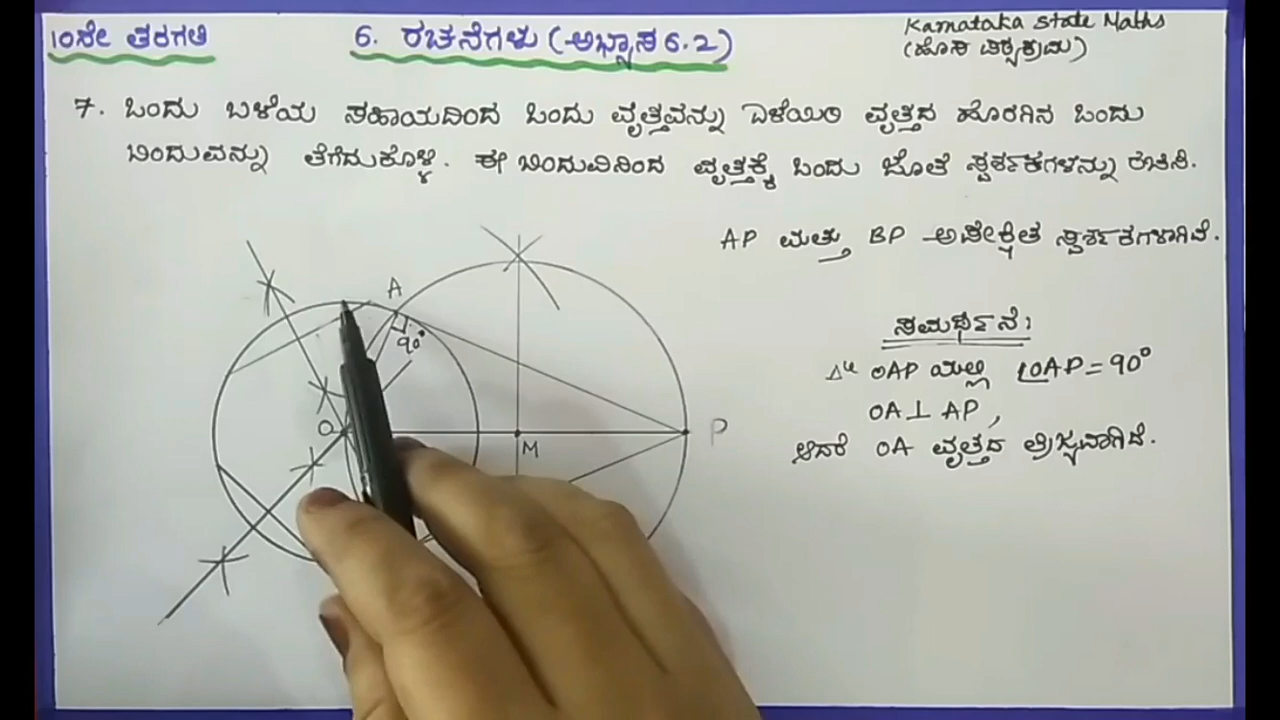 10ನೇ ತರಗತಿ
6. ರಚನೆಗಳು (ಅಭ್ಯಾಸ 6.2)
Karnataka state Maths
(ಹೊಸ ಪಠ್ಯಕ್ರಮ)
7. ಒಂದು ಬಳೆಯ ಸಹಾಯದಿಂದ ಒಂದು ವೃತ್ತವನ್ನು ಎಳೆಯಿರಿ ವೃತ್ತದ ಹೊರಗಿನ ಒಂದು
ಬಿಂದುವನ್ನು ತೆಗೆದುಕೊಳ್ಳಿ. ಈ ಬಿಂದುವಿನಿಂದ ವೃತ್ತಕ್ಕೆ ಒಂದು ಜೊತೆ ಸ್ಪರ್ಶಕಗಳನ್ನು ರಚಿಸಿ.
AP ಮತ್ತು BP ಅಪೇಕ್ಷಿತ ಸ್ಪರ್ಶಕಗಳಾಗಿವೆ.
ಸಮರ್ಥನೆ:
∆ˡᵉ OAP ಯಲ್ಲಿ ∠OAP = 90°
OA ⊥ AP,
ಆದರೆ OA ವೃತ್ತದ ತ್ರಿಜ್ಯವಾಗಿದೆ.
A
90°
O
M
P